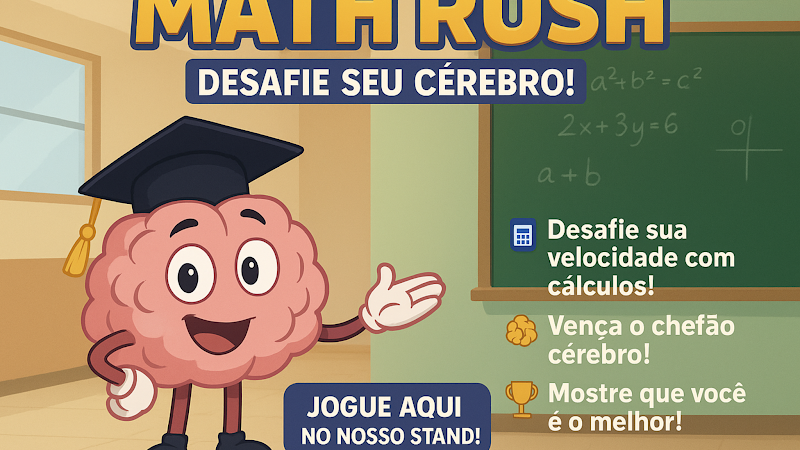 MATH RUSH
DESAFIE SEU CÉREBRO!
a²+b²=c²
2x+3y=6
a+b
Desafie sua
velocidade com
cálculos!
Vença o chefão
cérebro!
Mostre que você
é o melhor!
JOGUE AQUI
NO NOSSO STAND!